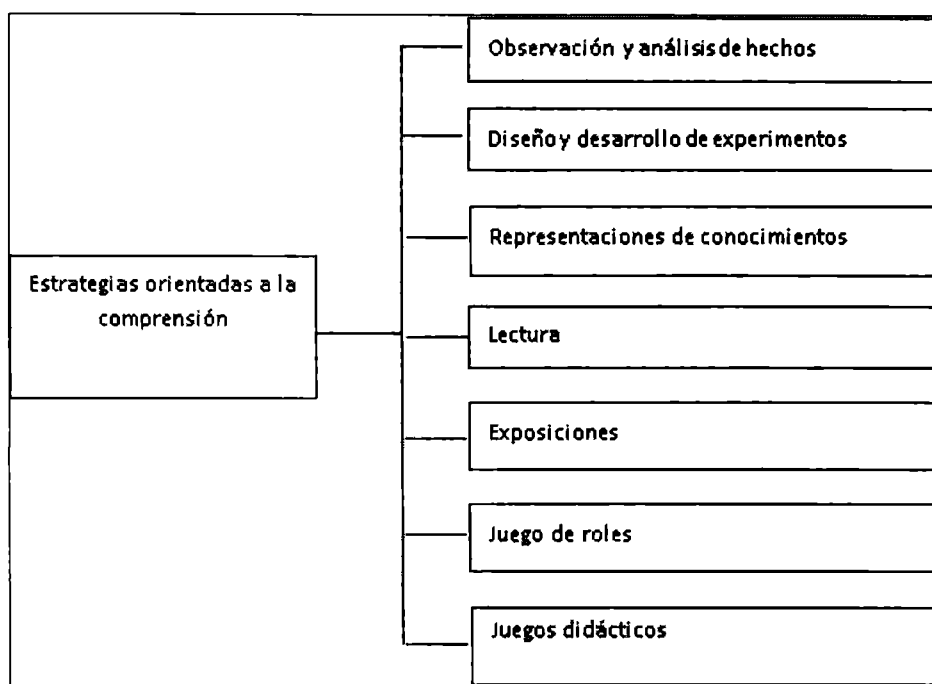 Observación y análisis de hechos
Diseño y desarrollo de experimentos
Representaciones de conocimientos
Estrategias orientadas a la
comprensión
Lectura
Exposiciones
Juego de roles
Juegos didácticos